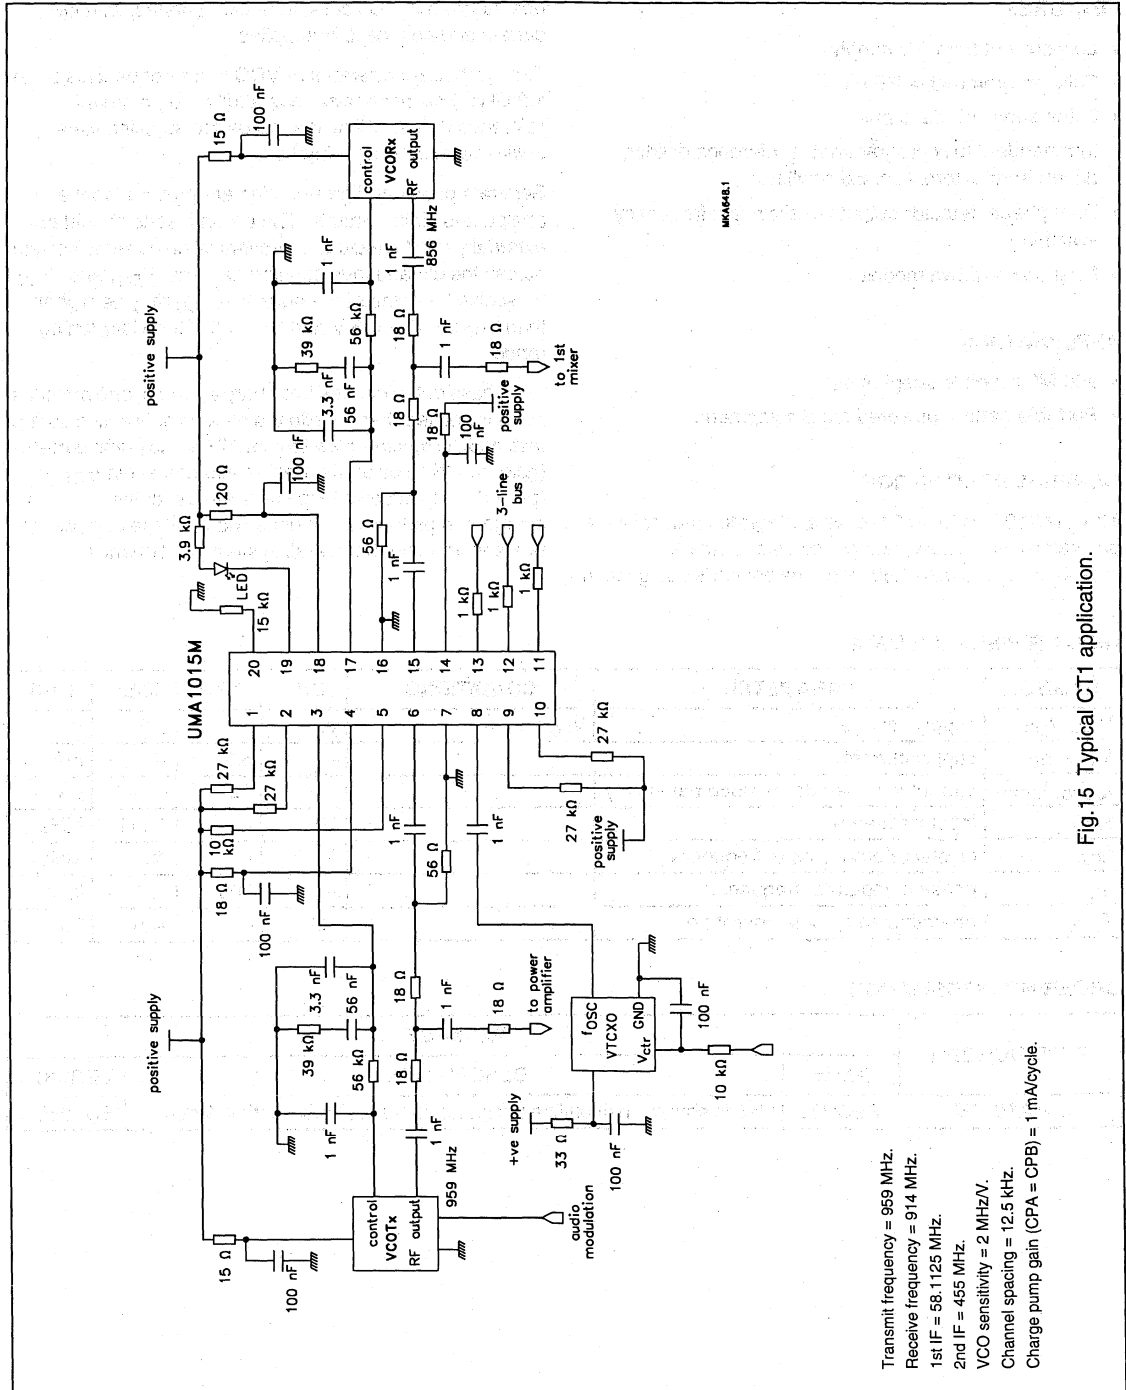 positive supply
15 Ω
100 nF
control
VCOTx
RF output
959 MHz
audio
modulation
1 nF
39 kΩ
56 kΩ
3.3 nF
56 nF
1 nF
18 Ω
18 Ω
1 nF
18 Ω
to power
amplifier
100 nF
18 Ω
10
kΩ
27 kΩ
27 kΩ
1 nF
56 Ω
1 nF
+ve supply
33 Ω
100 nF
fOSC
VTCXO
GND
Vctr
100 nF
10 kΩ
positive
supply
27 kΩ
27 kΩ
UMA1015M
1
2
3
4
5
6
7
8
9
10
20
19
18
17
16
15
14
13
12
11
15 kΩ
LED
3.9 kΩ
120 Ω
100 nF
positive supply
56 Ω
1 nF
1 kΩ
1 kΩ
1 kΩ
3-line
bus
18 Ω
100
nF
positive
supply
3.3 nF
56 nF
39 kΩ
56 kΩ
1 nF
18 Ω
18 Ω
1 nF
18 Ω
to 1st
mixer
1 nF
856 MHz
15 Ω
100 nF
control
VCORx
RF output
MKA648.1
Transmit frequency = 959 MHz.
Receive frequency = 914 MHz.
1st IF = 58.1125 MHz.
2nd IF = 455 MHz.
VCO sensitivity = 2 MHz/V.
Channel spacing = 12.5 kHz.
Charge pump gain (CPA = CPB) = 1 mA/cycle.
Fig.15 Typical CT1 application.